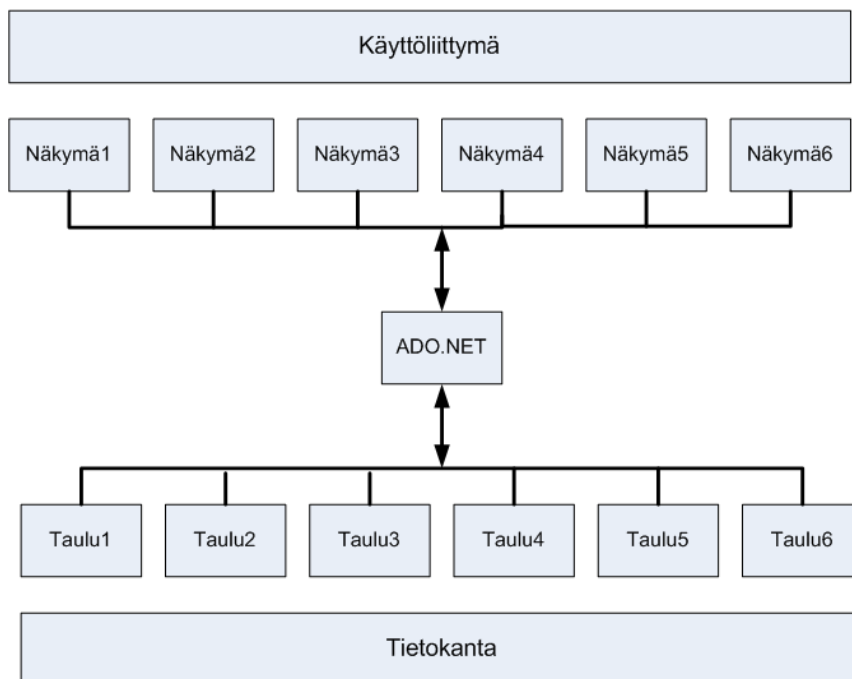 Käyttöliittymä
Näkymä1 Näkymä2 Näkymä3 Näkymä4 Näkymä5 Näkymä6
ADO.NET
Taulu1 Taulu2 Taulu3 Taulu4 Taulu5 Taulu6
Tietokanta